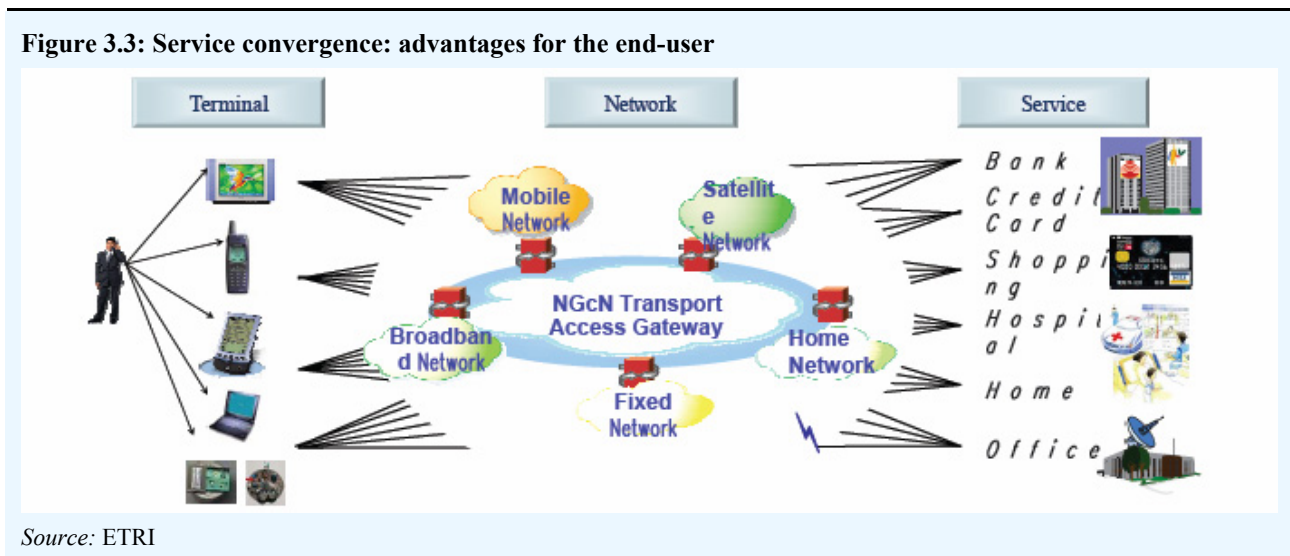 Figure 3.3: Service convergence: advantages for the end-user
Terminal
Network
Service
Mobile
Network
Satellit
e
Network
NGcN Transport
Access Gateway
Broadban
d Network
Home
Network
Fixed
Network
Bank
Credit
Card
Shoppi
ng
Hospit
al
Home
Office
Source: ETRI